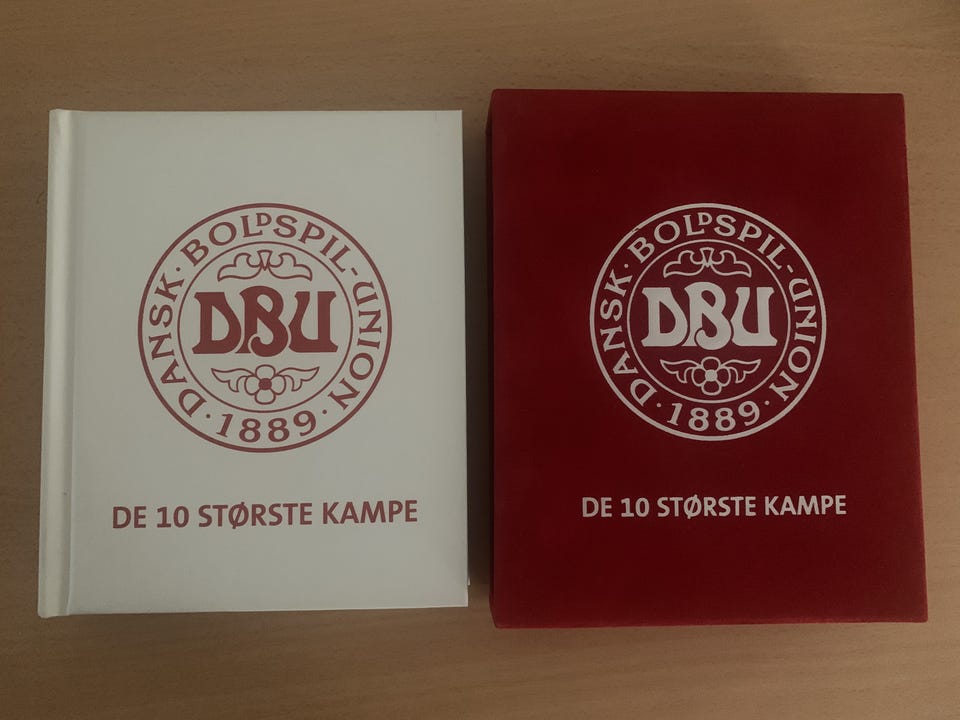 DANSK · BOLDSPIL-UNION · 1889 ·
DBU
DE 10 STØRSTE KAMPE
DANSK · BOLDSPIL-UNION · 1889 ·
DBU
DE 10 STØRSTE KAMPE